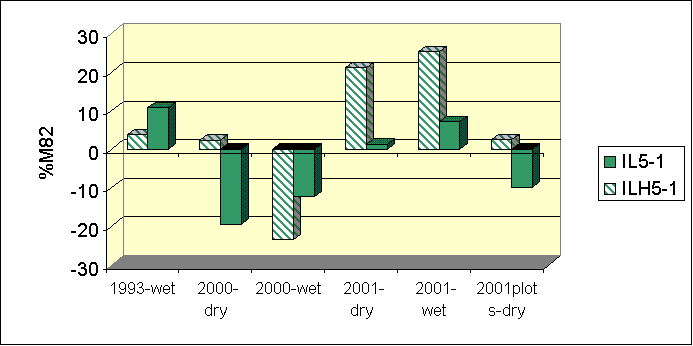 30
20
10
0
-10
-20
-30
%M82
1993-wet
2000-
dry
2000-wet
2001-
dry
2001-
wet
2001plot
s-dry
IL5-1
ILH5-1